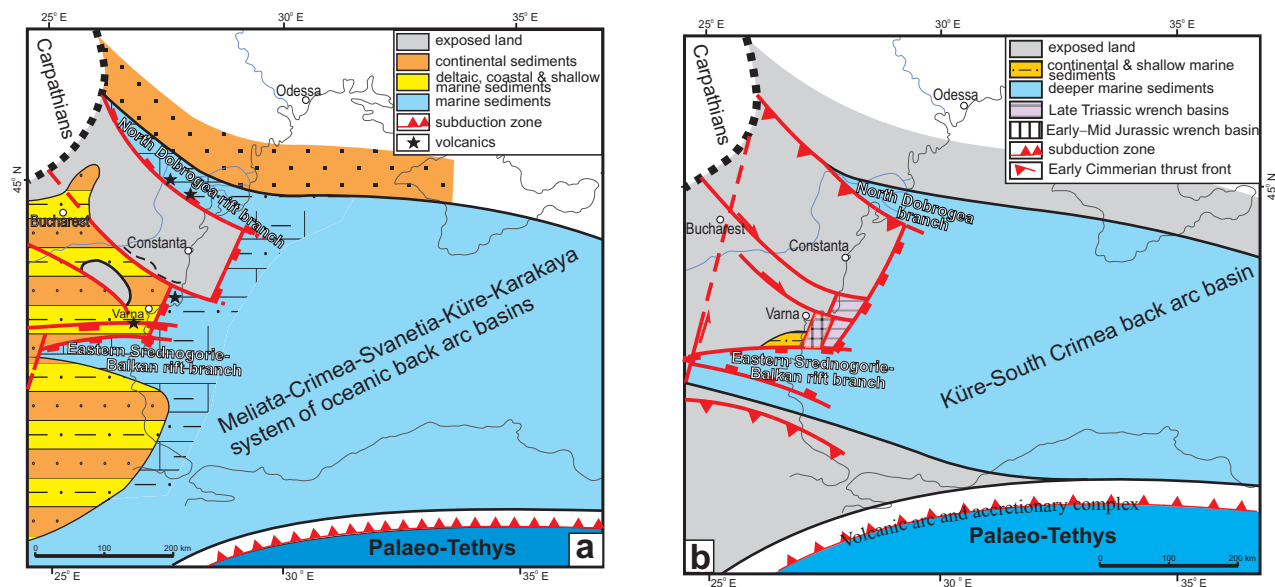 25° E
30° E
35° E
Carpathians
exposed land
continental sediments
deltaic, coastal & shallow
marine sediments
marine sediments
subduction zone
volcanics
Odessa
45° N
North Dobrogea rift branch
Bucharest
Constanta
Varna
Eastern Srednogorie-
Balkan rift branch
Meliata-Crimea-Svanetia-Küre-Karakaya
system of oceanic back arc basins
Palaeo-Tethys
0 100 200 km
a
25° E
30° E
35° E
25° E
30° E
35° E
Carpathians
exposed land
continental & shallow marine
sediments
deeper marine sediments
Late Triassic wrench basins
Early–Mid Jurassic wrench basin
subduction zone
Early Cimmerian thrust front
Odessa
45° N
North Dobrogea
branch
Bucharest
Constanta
Varna
Eastern Srednogorie-
Balkan rift branch
Küre-South Crimea back arc basin
Volcanic arc and accretionary complex
Palaeo-Tethys
0 100 200 km
b
25° E
30° E
35° E